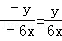 -y/-6x = y/6x